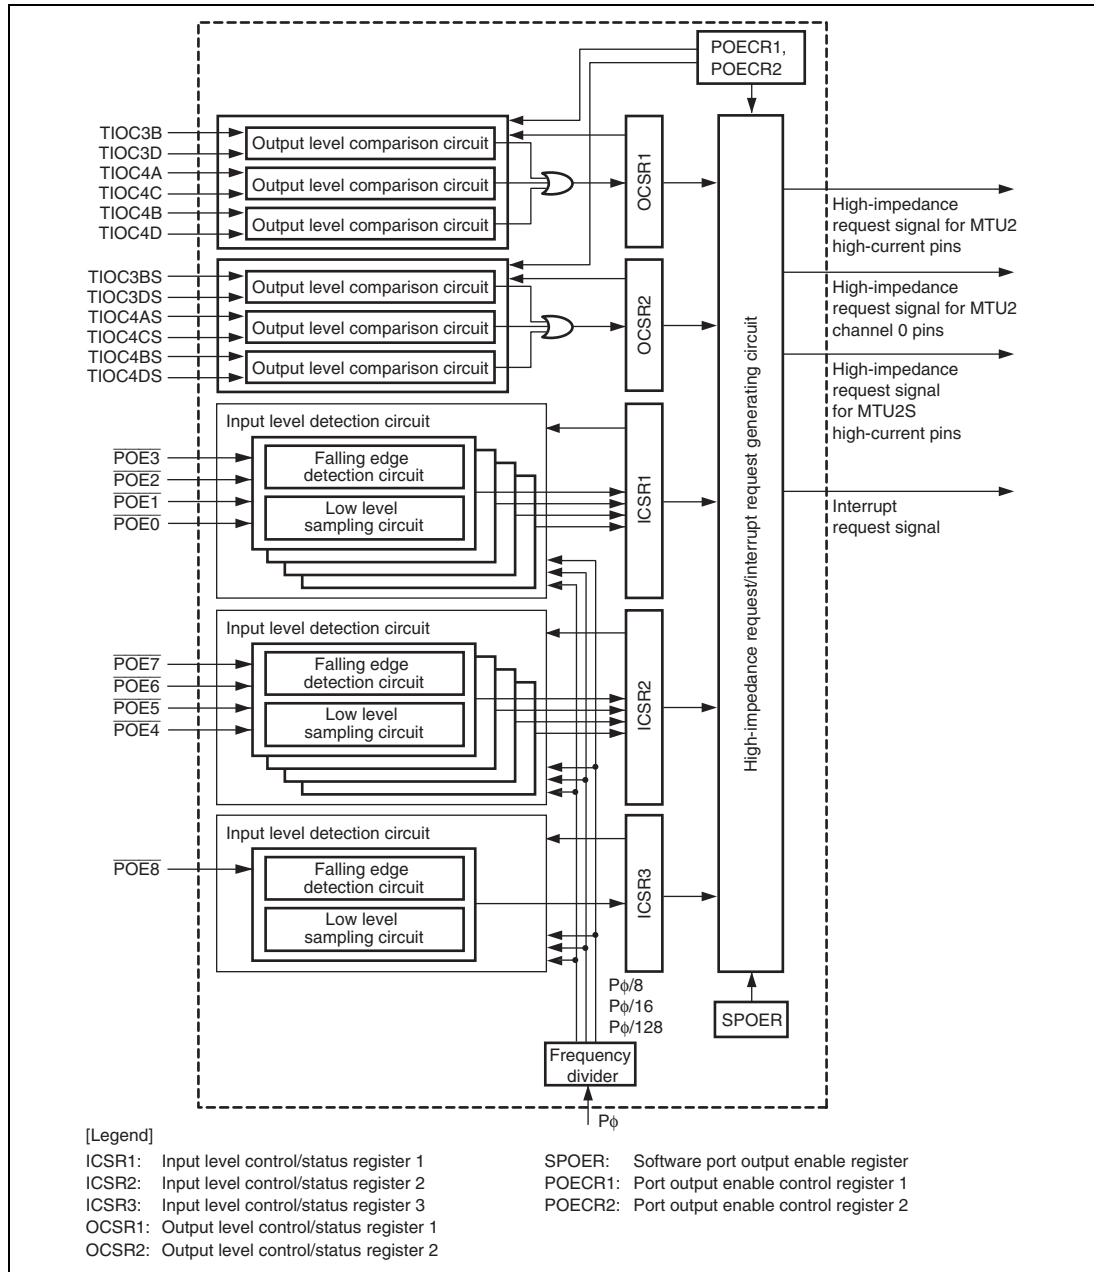 POECR1,
POECR2
TIOC3B
TIOC3D
TIOC4A
TIOC4C
TIOC4B
TIOC4D
Output level comparison circuit
Output level comparison circuit
Output level comparison circuit
OCSR1
TIOC3BS
TIOC3DS
TIOC4AS
TIOC4CS
TIOC4BS
TIOC4DS
Output level comparison circuit
Output level comparison circuit
Output level comparison circuit
OCSR2
High-impedance request/interrupt request generating circuit
High-impedance
request signal for MTU2
high-current pins
High-impedance
request signal for MTU2
channel 0 pins
High-impedance
request signal
for MTU2S
high-current pins
Interrupt
request signal
Input level detection circuit
POE3
POE2
POE1
POE0
Falling edge
detection circuit
Low level
sampling circuit
ICSR1
Input level detection circuit
POE7
POE6
POE5
POE4
Falling edge
detection circuit
Low level
sampling circuit
ICSR2
Input level detection circuit
POE8
Falling edge
detection circuit
Low level
sampling circuit
ICSR3
Pϕ/8
Pϕ/16
Pϕ/128
SPOER
Frequency
divider
Pϕ
[Legend]
ICSR1: Input level control/status register 1
ICSR2: Input level control/status register 2
ICSR3: Input level control/status register 3
OCSR1: Output level control/status register 1
OCSR2: Output level control/status register 2
SPOER: Software port output enable register
POECR1: Port output enable control register 1
POECR2: Port output enable control register 2